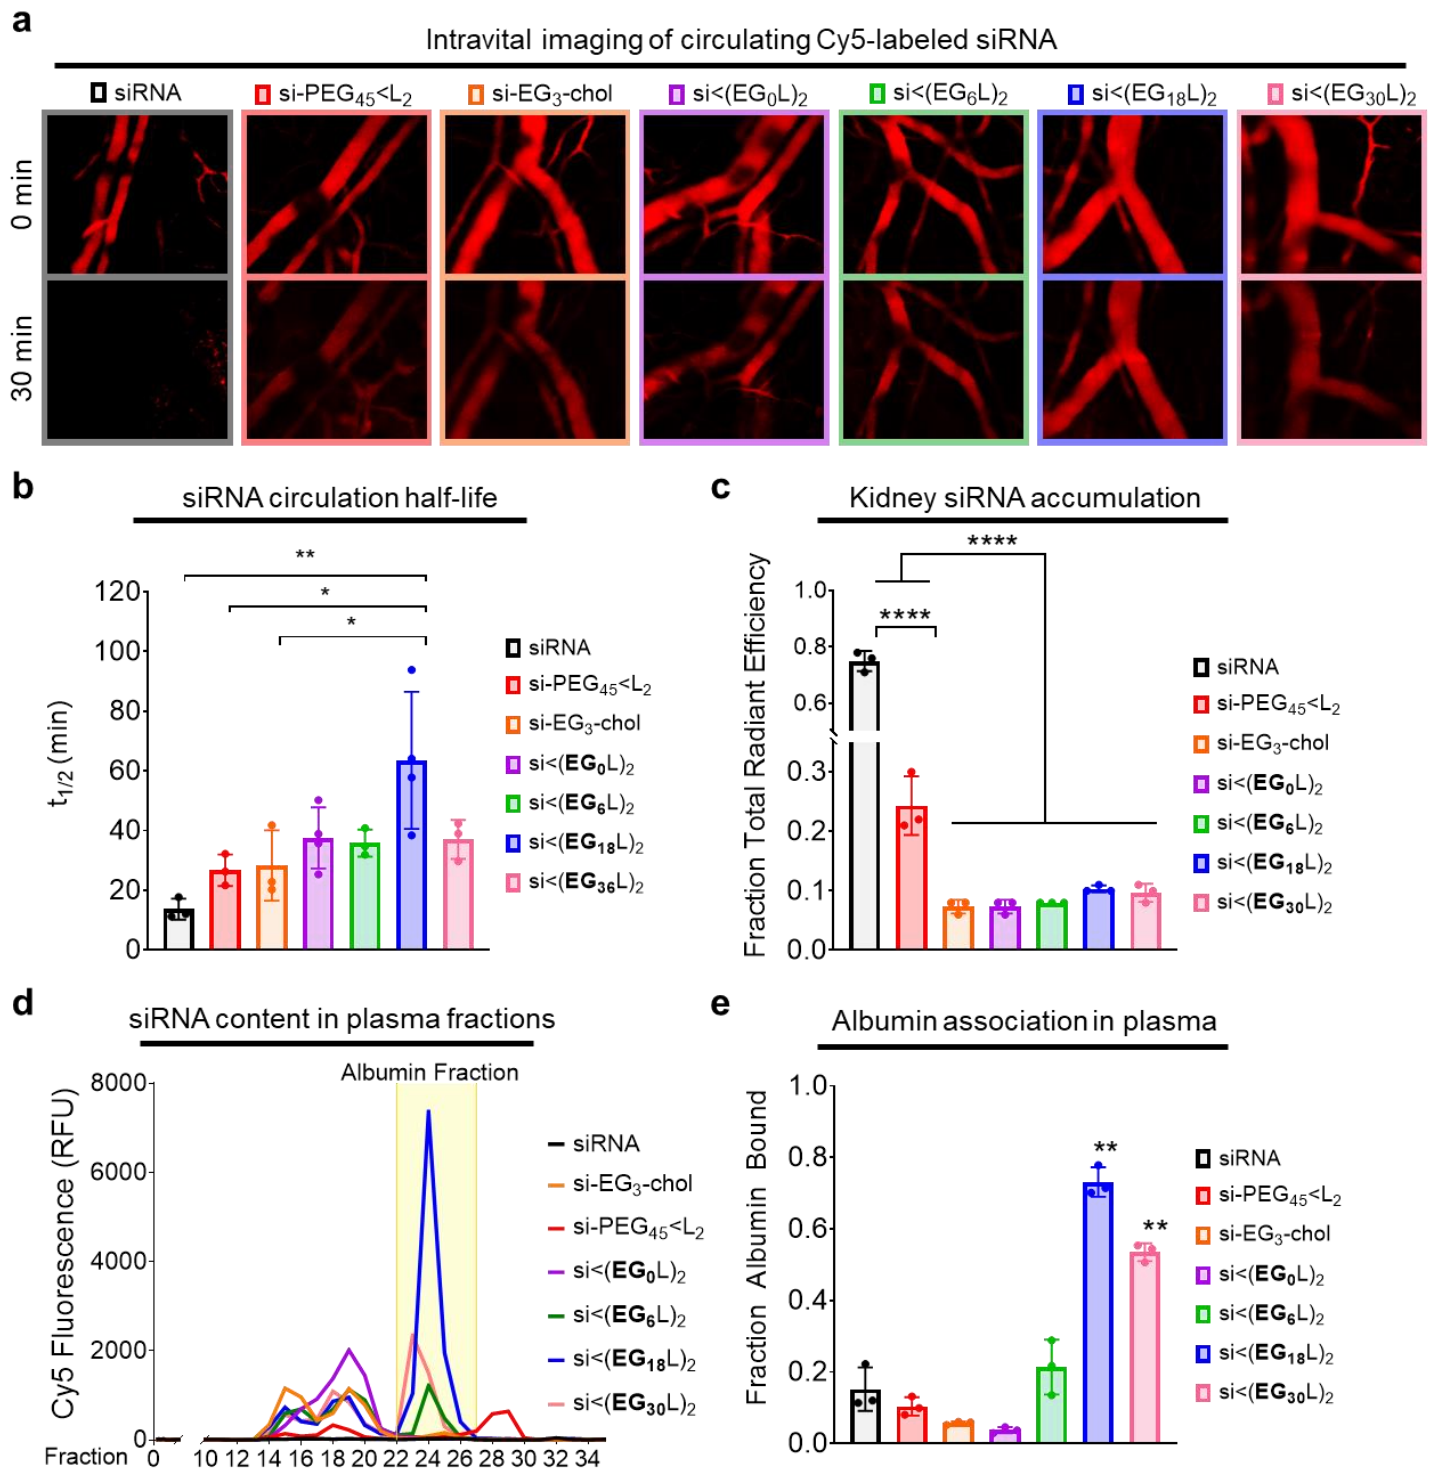 a
Intravital imaging of circulating Cy5-labeled siRNA
siRNA si-PEG45<L2 si-EG3-chol si<(EG0L)2 si<(EG6L)2 si<(EG18L)2 si<(EG30L)2
0 min
30 min
b
siRNA circulation half-life
** 
*
*
t1/2 (min)
120
100
80
60
40
20
0
siRNA
si-PEG45<L2
si-EG3-chol
si<(EG0L)2
si<(EG6L)2
si<(EG18L)2
si<(EG36L)2
c
Kidney siRNA accumulation
****
****
Fraction Total Radiant Efficiency
1.0
0.8
0.6
0.3
0.2
0.1
0.0
siRNA
si-PEG45<L2
si-EG3-chol
si<(EG0L)2
si<(EG6L)2
si<(EG18L)2
si<(EG30L)2
d
siRNA content in plasma fractions
Albumin Fraction
Cy5 Fluorescence (RFU)
8000
6000
4000
2000
0
Fraction 0 10 12 14 16 18 20 22 24 26 28 30 32 34
siRNA
si-EG3-chol
si-PEG45<L2
si<(EG0L)2
si<(EG6L)2
si<(EG18L)2
si<(EG30L)2
e
Albumin association in plasma
Fraction Albumin Bound
1.0
0.8
0.6
0.4
0.2
0.0
**
**
siRNA
si-PEG45<L2
si-EG3-chol
si<(EG0L)2
si<(EG6L)2
si<(EG18L)2
si<(EG30L)2